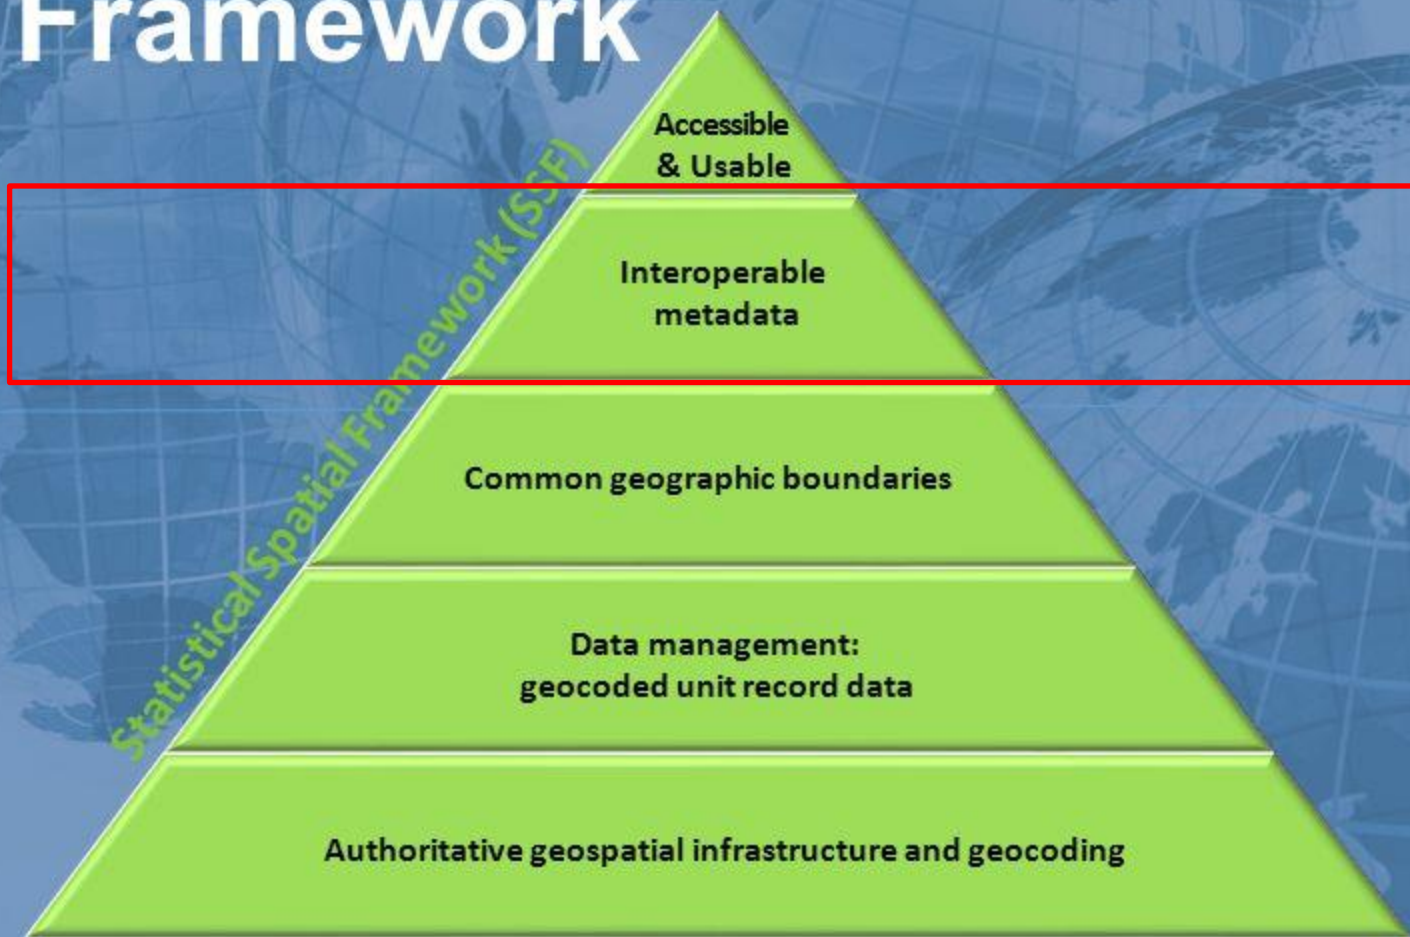 Framework
Accessible
& Usable
Statistical Spatial Framework (SSF)
Interoperable
metadata
Common geographic boundaries
Data management:
geocoded unit record data
Authoritative geospatial infrastructure and geocoding